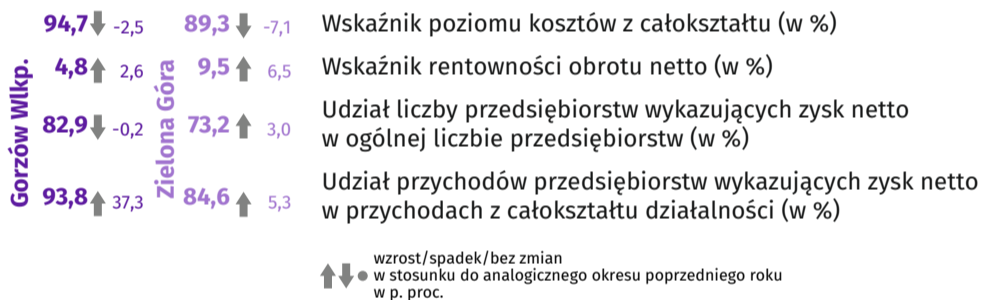 Gorzów Wlkp.
Zielona Góra
94,7 -2,5 89,3 -7,1 Wskaźnik poziomu kosztów z całokształtu (w %)
4,8 2,6 9,5 6,5 Wskaźnik rentowności obrotu netto (w %)
82,9 -0,2 73,2 3,0 Udział liczby przedsiębiorstw wykazujących zysk netto
w ogólnej liczbie przedsiębiorstw (w %)
93,8 37,3 84,6 5,3 Udział przychodów przedsiębiorstw wykazujących zysk netto
w przychodach z całokształtu działalności (w %)
wzrost/spadek/bez zmian
w stosunku do analogicznego okresu poprzedniego roku
w p. proc.